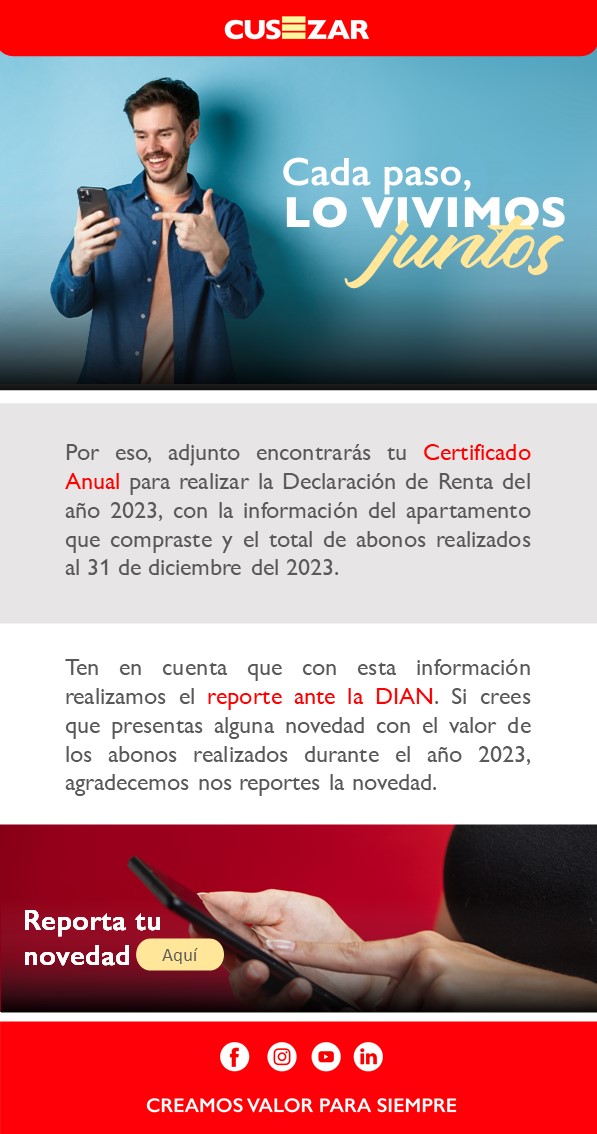 CUSEZAR
Cada paso,
LO VIVIMOS
juntos
Por eso, adjunto encontrarás tu Certificado
Anual para realizar la Declaración de Renta del
año 2023, con la información del apartamento
que compraste y el total de abonos realizados
al 31 de diciembre del 2023.
Ten en cuenta que con esta información
realizamos el reporte ante la DIAN. Si crees
que presentas alguna novedad con el valor de
los abonos realizados durante el año 2023,
agradecemos nos reportes la novedad.
Reporta tu
novedad Aquí
CREAMOS VALOR PARA SIEMPRE